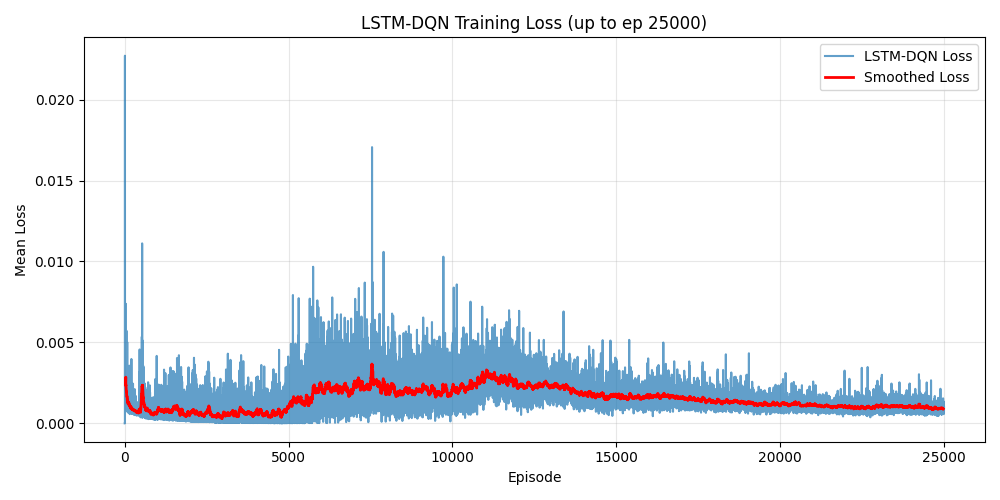 LSTM-DQN Training Loss (up to ep 25000)
LSTM-DQN Loss
Smoothed Loss
Mean Loss
0.020
0.015
0.010
0.005
0.000
0
5000
10000
15000
20000
25000
Episode